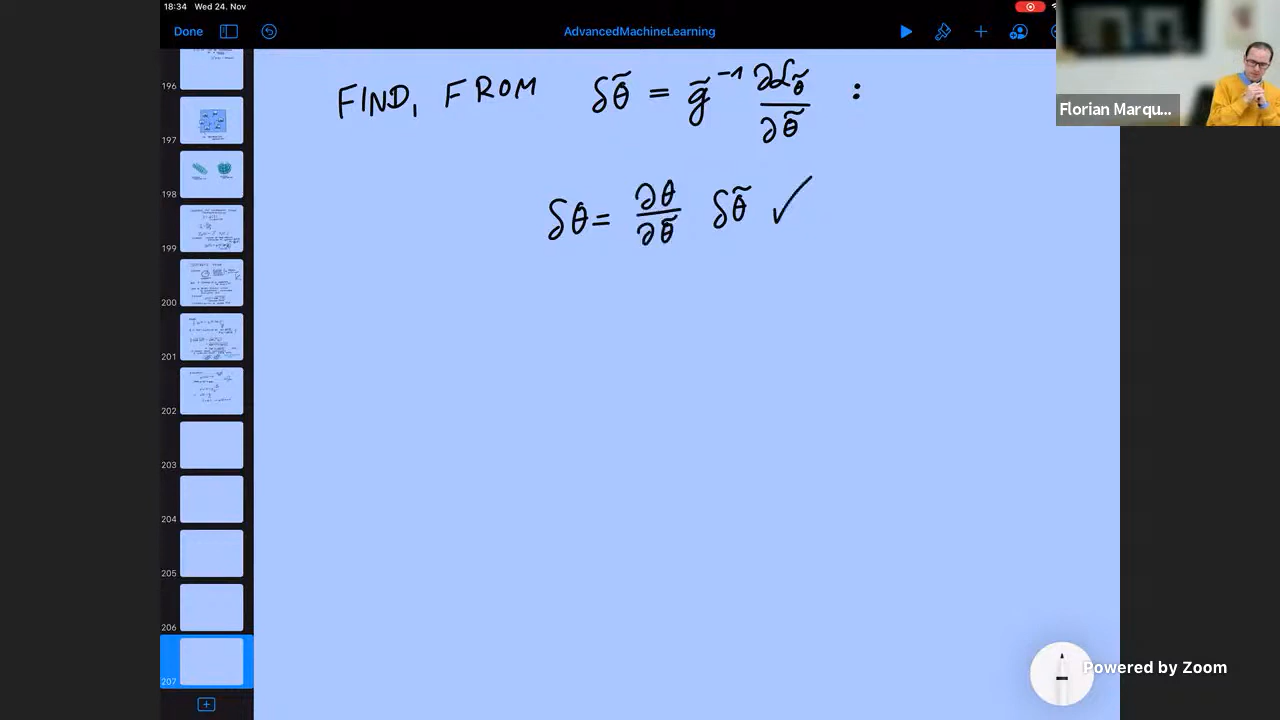 18:34 Wed 24. Nov
Done
AdvancedMachineLearning
Florian Marqu...
FIND, FROM δθ̃ = g̃⁻¹ ∂ℒ_θ̃/∂θ̃ :
δθ = ∂θ/∂θ̃ δθ̃ ✓
196
197
198
199
200
201
202
203
204
205
206
207
Powered by Zoom